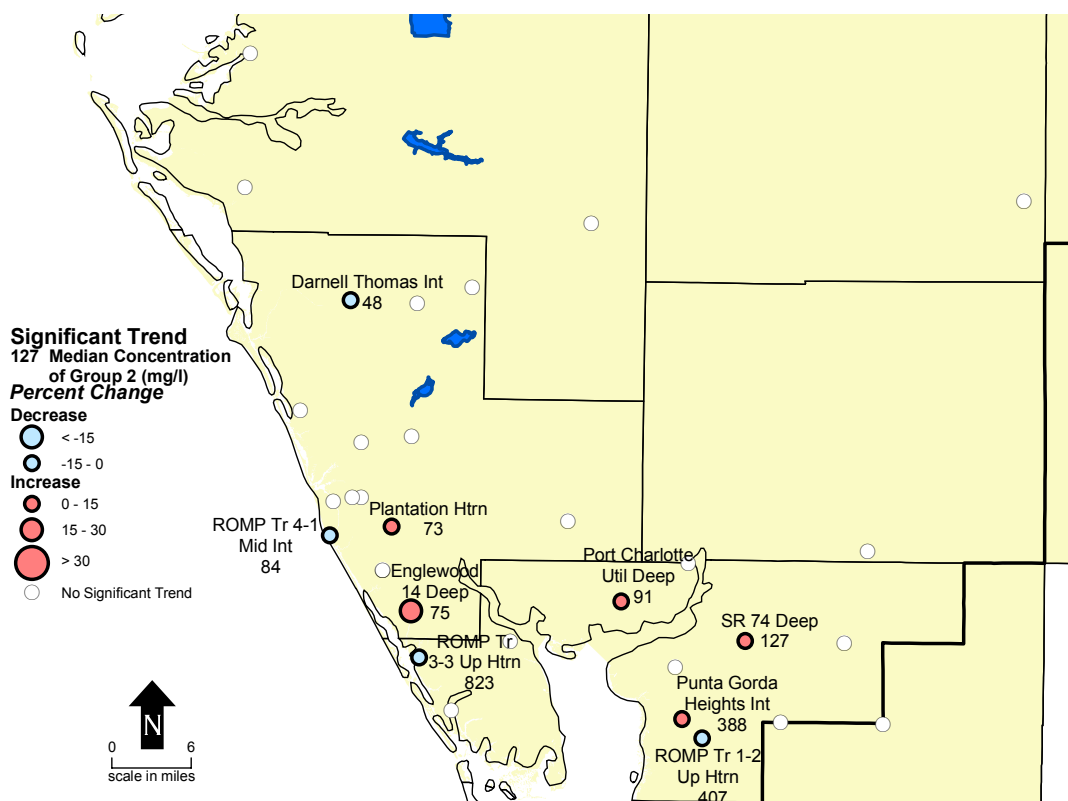 Darnell Thomas Int
48
Significant Trend
127 Median Concentration
of Group 2 (mg/l)
Percent Change
Decrease
< -15
-15 - 0
Increase
0 - 15
15 - 30
> 30
No Significant Trend
Plantation Htrn
73
ROMP Tr 4-1
Mid Int
84
Englewood
14 Deep
75
Port Charlotte
Util Deep
91
SR 74 Deep
127
ROMP Tr
3-3 Up Htrn
823
Punta Gorda
Heights Int
388
ROMP Tr 1-2
Up Htrn
407
N
0 6
scale in miles